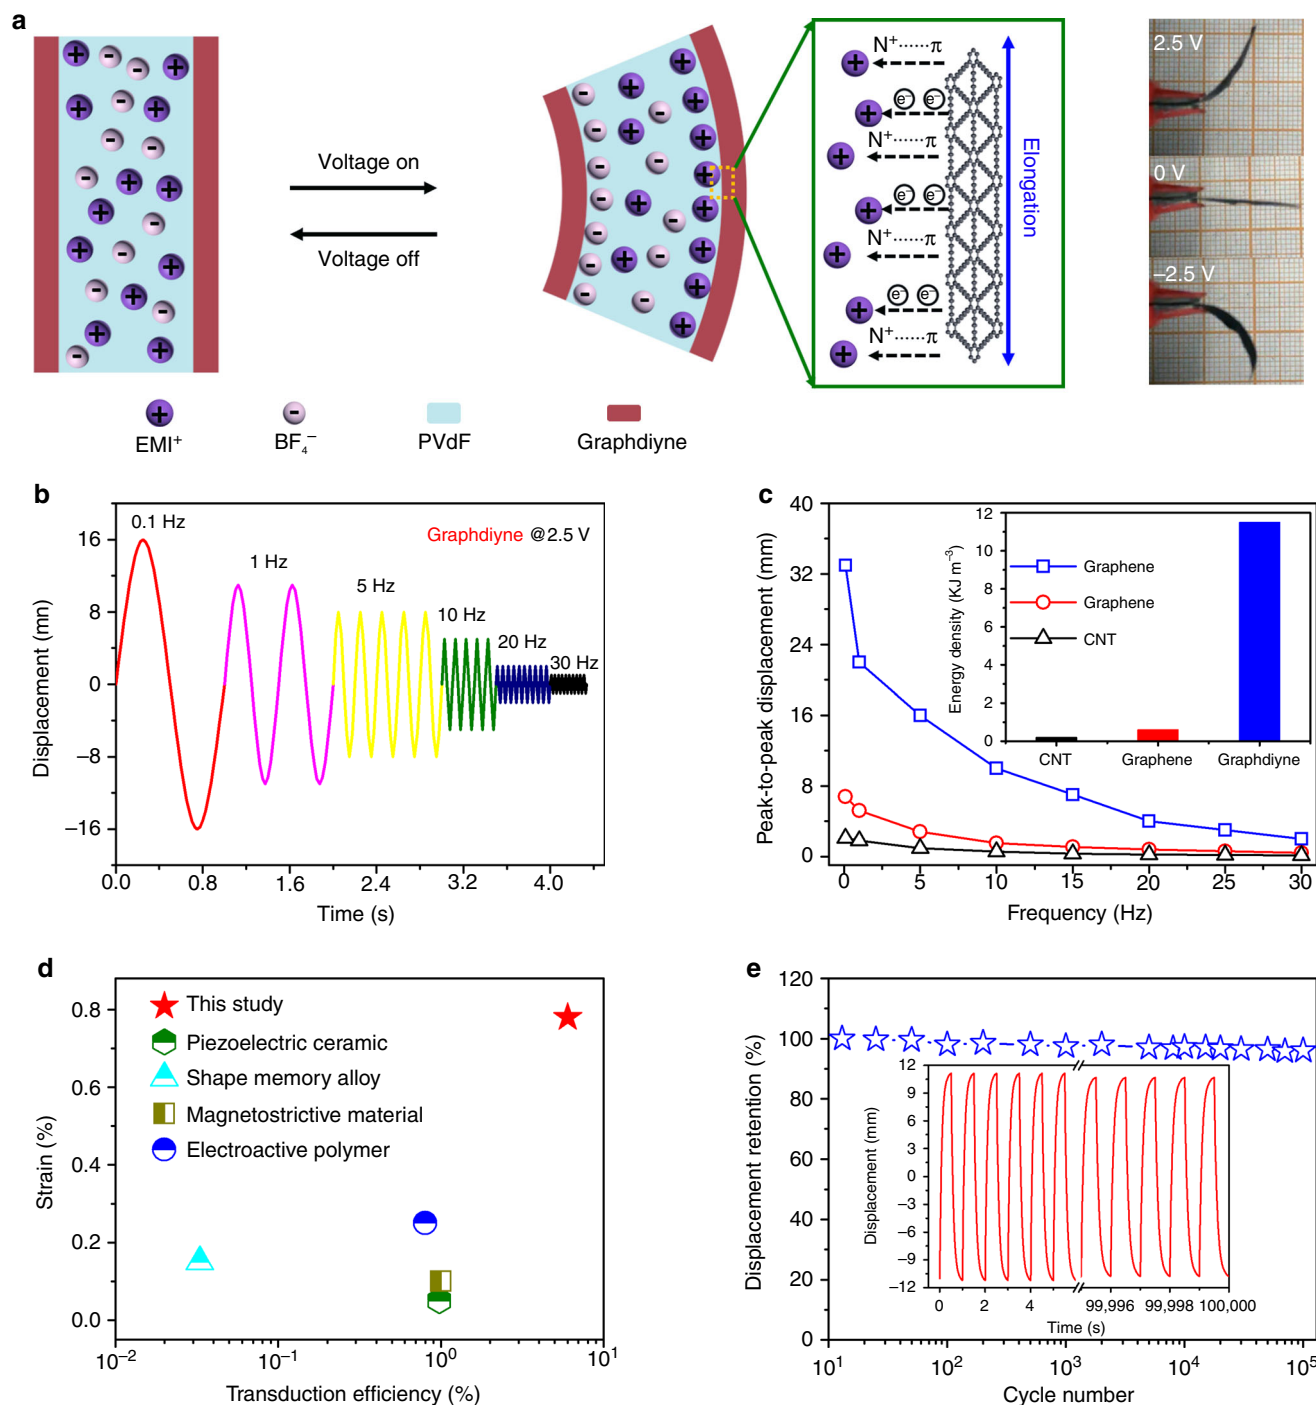 a
Voltage on
Voltage off
N⁺······π
e⁻ e⁻
N⁺······π
e⁻ e⁻
N⁺······π
e⁻ e⁻
N⁺······π
Elongation
2.5 V
0 V
−2.5 V
EMI⁺
BF₄⁻
PVdF
Graphdiyne
b
Displacement (mn)
16
8
0
−8
−16
0.1 Hz
1 Hz
5 Hz
10 Hz
20 Hz
30 Hz
Graphdiyne @2.5 V
0.0 0.8 1.6 2.4 3.2 4.0
Time (s)
c
Peak-to-peak displacement (mm)
40
32
24
16
8
0
Graphene
Graphene
CNT
Energy density (KJ m⁻³)
12
10
8
6
4
2
0
CNT Graphene Graphdiyne
0 5 10 15 20 25 30
Frequency (Hz)
d
Strain (%)
0.8
0.6
0.4
0.2
0.0
This study
Piezoelectric ceramic
Shape memory alloy
Magnetostrictive material
Electroactive polymer
10⁻² 10⁻¹ 10⁰ 10¹
Transduction efficiency (%)
e
Displacement retention (%)
120
100
80
60
40
20
0
Displacement (mm)
12
9
6
3
0
−3
−6
−9
−12
0 2 4 99,996 99,998 100,000
Time (s)
10¹ 10² 10³ 10⁴ 10⁵
Cycle number